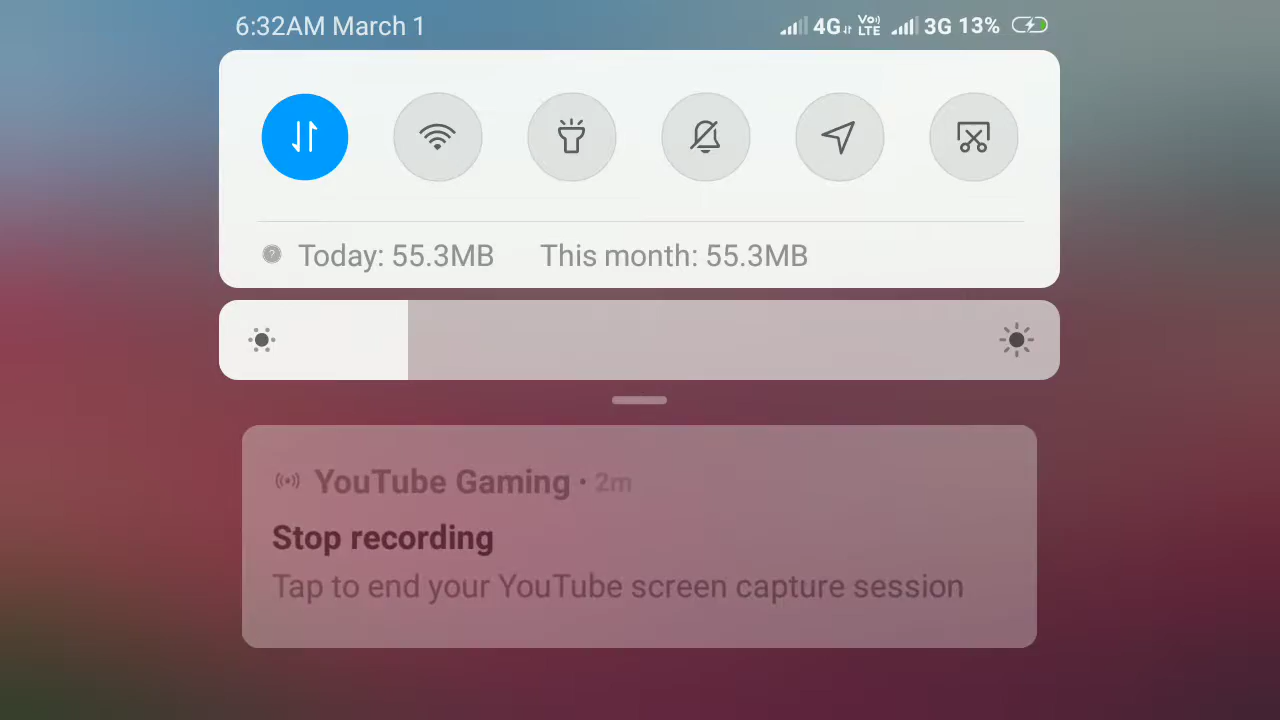 6:32AM March 1 4G Vo) LTE 3G 13%
Today: 55.3MB This month: 55.3MB
YouTube Gaming • 2m
Stop recording
Tap to end your YouTube screen capture session